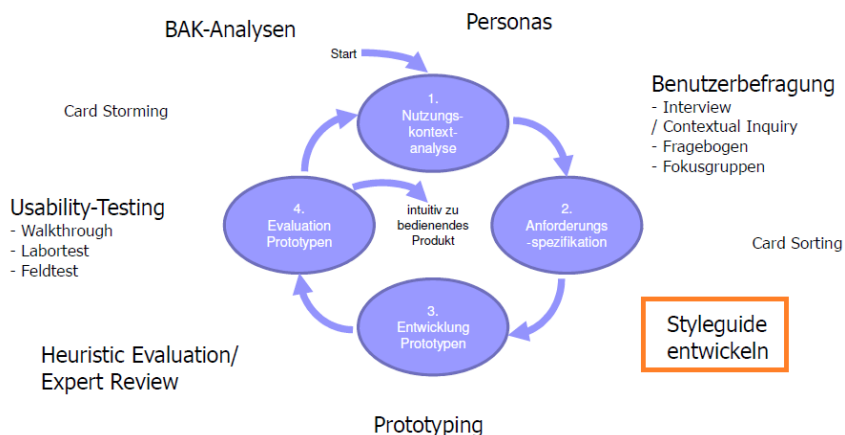 BAK-Analysen
Personas
Start
Card Storming
1.
Nutzungs-
kontext-
analyse
Benutzerbefragung
- Interview
/ Contextual Inquiry
- Fragebogen
- Fokusgruppen
Usability-Testing
- Walkthrough
- Labortest
- Feldtest
4.
Evaluation
Prototypen
intuitiv zu
bedienendes
Produkt
2.
Anforderungs
-spezifikation
Card Sorting
3.
Entwicklung
Prototypen
Styleguide
entwickeln
Heuristic Evaluation/
Expert Review
Prototyping